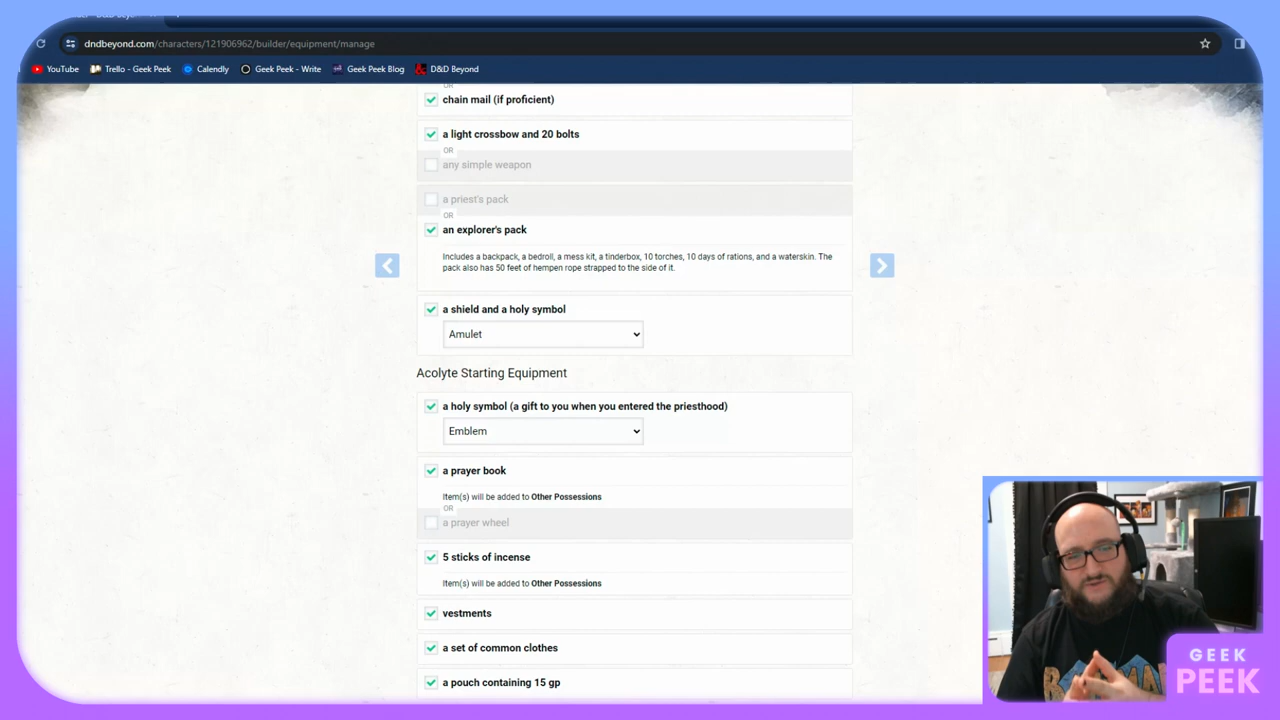 dndbeyond.com/characters/121906962/builder/equipment/manage
YouTube Trello - Geek Peek Calendly Geek Peek - Write Geek Peek Blog D&D Beyond
OR
chain mail (if proficient)
a light crossbow and 20 bolts
OR
any simple weapon
a priest's pack
OR
an explorer's pack
Includes a backpack, a bedroll, a mess kit, a tinderbox, 10 torches, 10 days of rations, and a waterskin. The
pack also has 50 feet of hempen rope strapped to the side of it.
a shield and a holy symbol
Amulet
Acolyte Starting Equipment
a holy symbol (a gift to you when you entered the priesthood)
Emblem
a prayer book
Item(s) will be added to Other Possessions
OR
a prayer wheel
5 sticks of incense
Item(s) will be added to Other Possessions
vestments
a set of common clothes
a pouch containing 15 gp
GEEK
PEEK